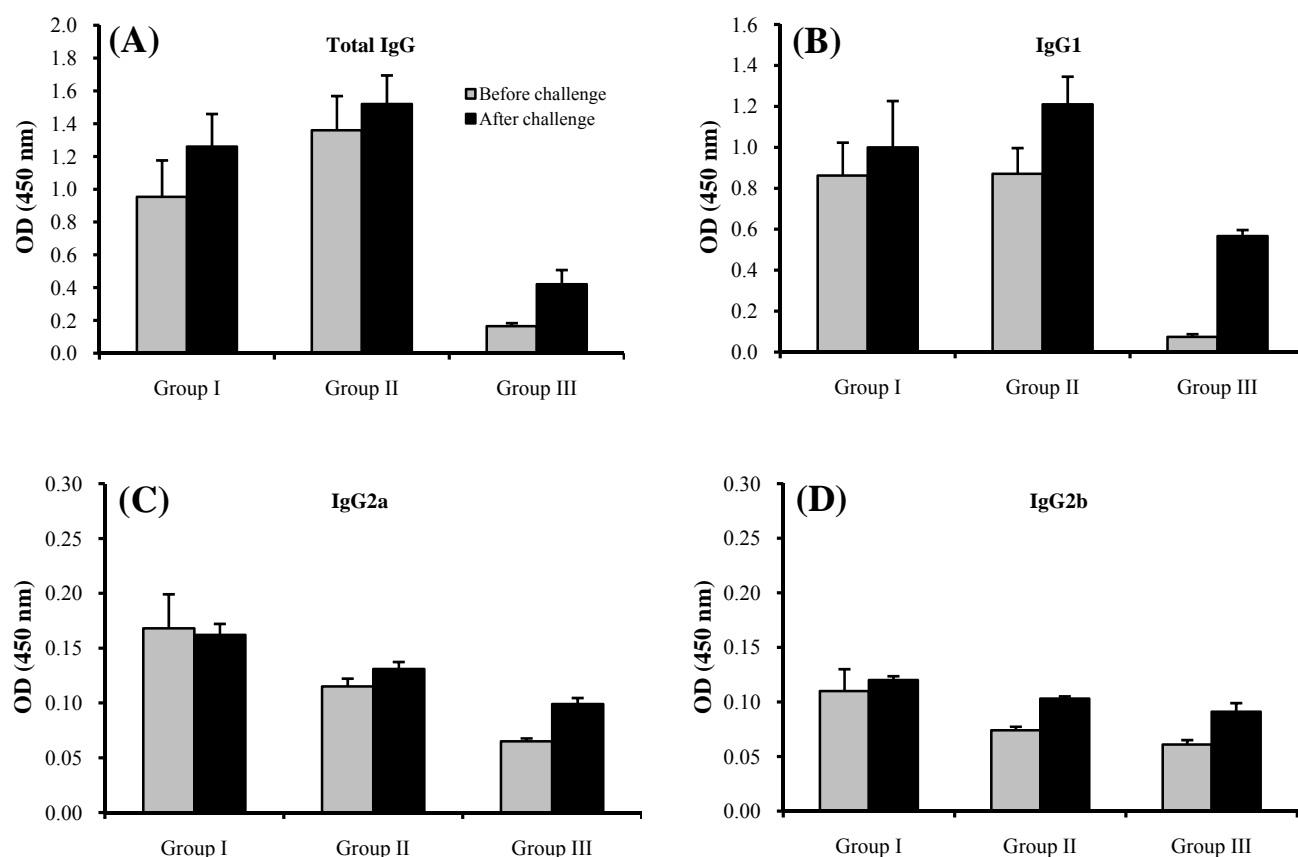 (A)
Total IgG
Before challenge
After challenge
OD (450 nm)
2.0
1.8
1.6
1.4
1.2
1.0
0.8
0.6
0.4
0.2
0.0
Group I Group II Group III
(B)
IgG1
OD (450 nm)
1.6
1.4
1.2
1.0
0.8
0.6
0.4
0.2
0.0
Group I Group II Group III
(C)
IgG2a
OD (450 nm)
0.30
0.25
0.20
0.15
0.10
0.05
0.00
Group I Group II Group III
(D)
IgG2b
OD (450 nm)
0.30
0.25
0.20
0.15
0.10
0.05
0.00
Group I Group II Group III